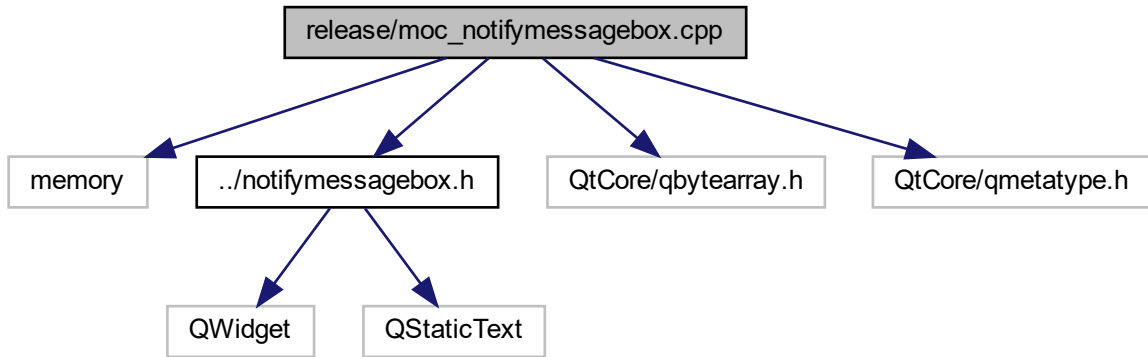 release/moc_notifymessagebox.cpp
memory
../notifymessagebox.h
QtCore/qbytearray.h
QtCore/qmetatype.h
QWidget
QStaticText